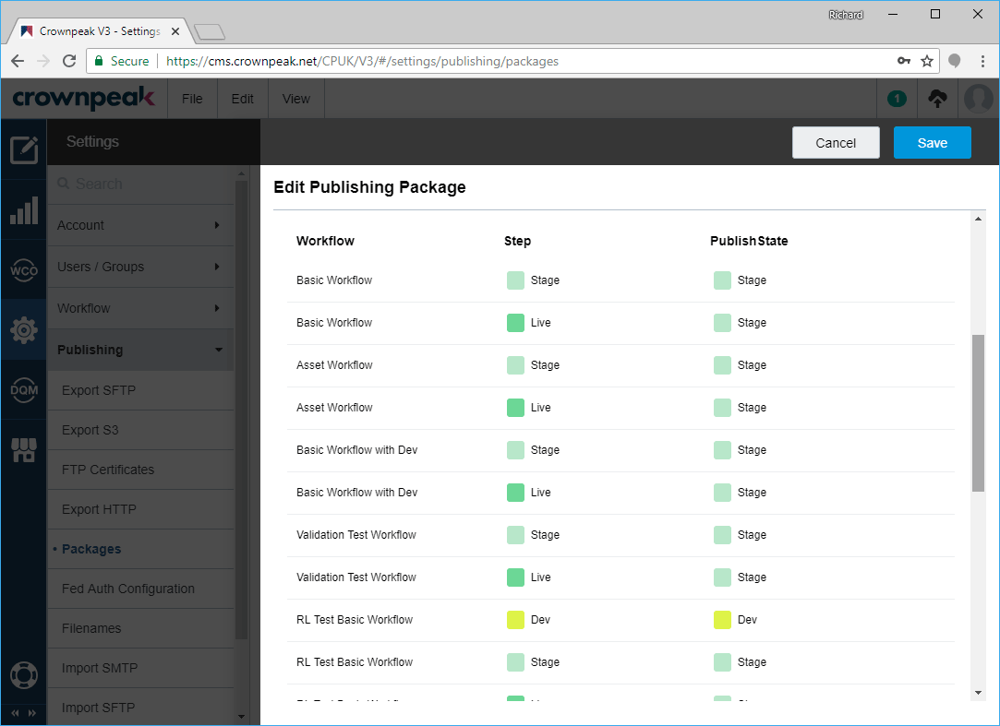 Richard
Crownpeak V3 - Settings
Secure https://cms.crownpeak.net/CPUK/V3/#/settings/publishing/packages
crownpeak File Edit View 1
Settings Cancel Save
Search
Account
Users / Groups
WCO
Workflow
Publishing
DQM
Export SFTP
Export S3
FTP Certificates
Export HTTP
• Packages
Fed Auth Configuration
Filenames
Import SMTP
Import SFTP
Edit Publishing Package
Workflow Step PublishState
Basic Workflow Stage Stage
Basic Workflow Live Stage
Asset Workflow Stage Stage
Asset Workflow Live Stage
Basic Workflow with Dev Stage Stage
Basic Workflow with Dev Live Stage
Validation Test Workflow Stage Stage
Validation Test Workflow Live Stage
RL Test Basic Workflow Dev Dev
RL Test Basic Workflow Stage Stage